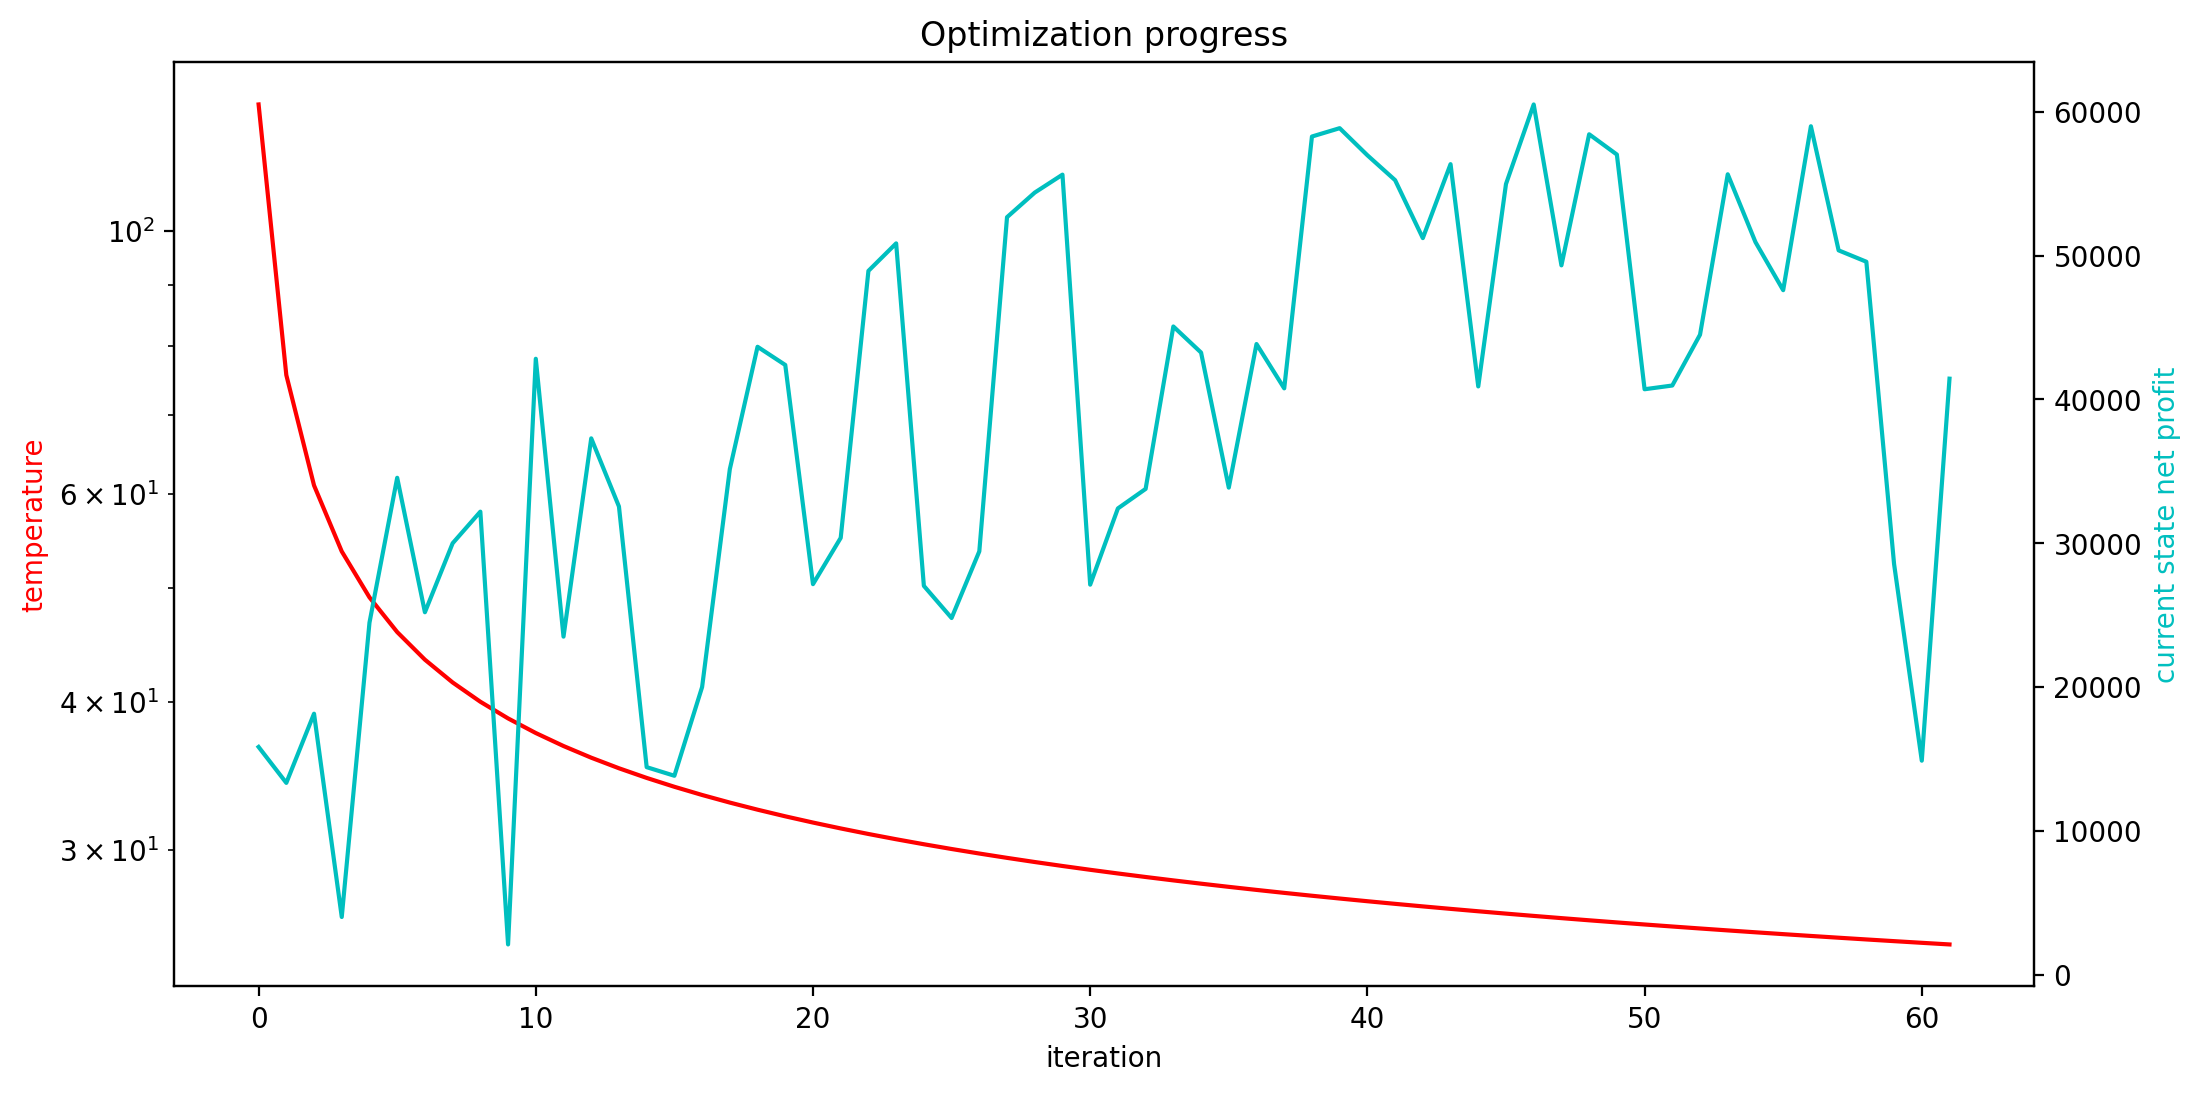 Optimization progress
10²
6 × 10¹
4 × 10¹
3 × 10¹
temperature
60000
50000
40000
30000
20000
10000
0
current state net profit
0 10 20 30 40 50 60
iteration